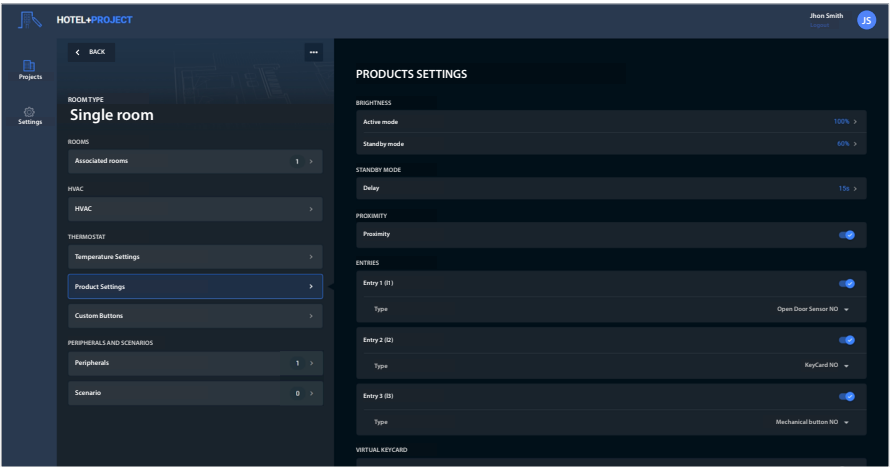 HOTEL+PROJECT
Jhon Smith
Logout
JS
Projects
Settings
BACK
ROOM TYPE
Single room
ROOMS
Associated rooms 1
HVAC
HVAC
THERMOSTAT
Temperature Settings
Product Settings
Custom Buttons
PERIPHERALS AND SCENARIOS
Peripherals 1
Scenario 0
PRODUCTS SETTINGS
BRIGHTNESS
Active mode 100%
Standby mode 60%
STANDBY MODE
Delay 15s
PROXIMITY
Proximity
ENTRIES
Entry 1 (I1)
Type Open Door Sensor NO
Entry 2 (I2)
Type KeyCard NO
Entry 3 (I3)
Type Mechanical button NO
VIRTUAL KEYCARD